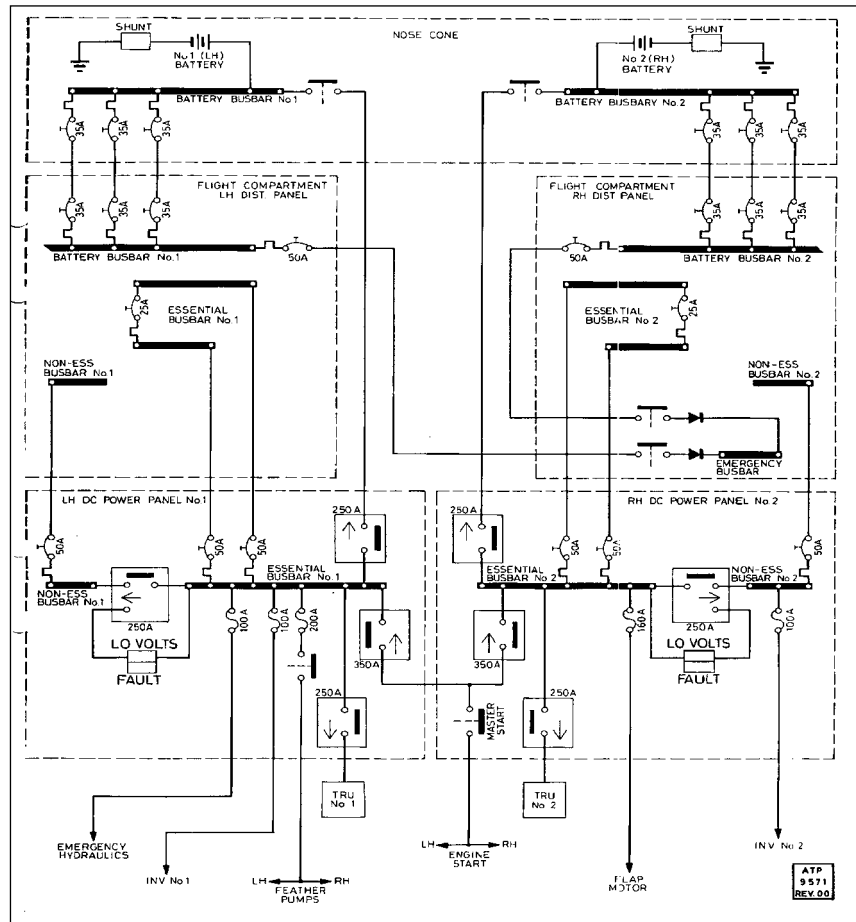 SHUNT
NOSE CONE
SHUNT
No1 (LH)
BATTERY
No 2 (RH)
BATTERY
BATTERY BUSBAR No.1
BATTERY BUSBARY No.2
35A
35A
35A
35A
35A
35A
FLIGHT COMPARTMENT
LH DIST. PANEL
FLIGHT COMPARTMENT
RH DIST PANEL
35A
35A
35A
35A
35A
35A
BATTERY BUSBAR No.1
50A
50A
BATTERY BUSBAR No. 2
25A
ESSENTIAL
BUSBAR No.1
ESSENTIAL
BUSBAR No 2
25A
NON-ESS
BUSBAR No.1
NON-ESS
BUSBAR No.2
EMERGENCY
BUSBAR
LH DC POWER PANEL No.1
RH DC POWER PANEL No.2
250A
250A
50A
50A
50A
50A
50A
50A
ESSENTIAL
BUSBAR No.1
ESSENTIAL
BUSBAR No.2
NON-ESS
BUSBAR No.1
NON-ESS
BUSBAR No.2
250A
100A
100A
200A
350A
350A
160A
250A
100A
LO VOLTS
FAULT
LO VOLTS
FAULT
250A
MASTER
START
250A
TRU
No. 1
TRU
No. 2
EMERGENCY
HYDRAULICS
INV No.1
LH
RH
FEATHER
PUMPS
LH
RH
ENGINE
START
FLAP
MOTOR
INV No 2
ATP
9571
REV.00